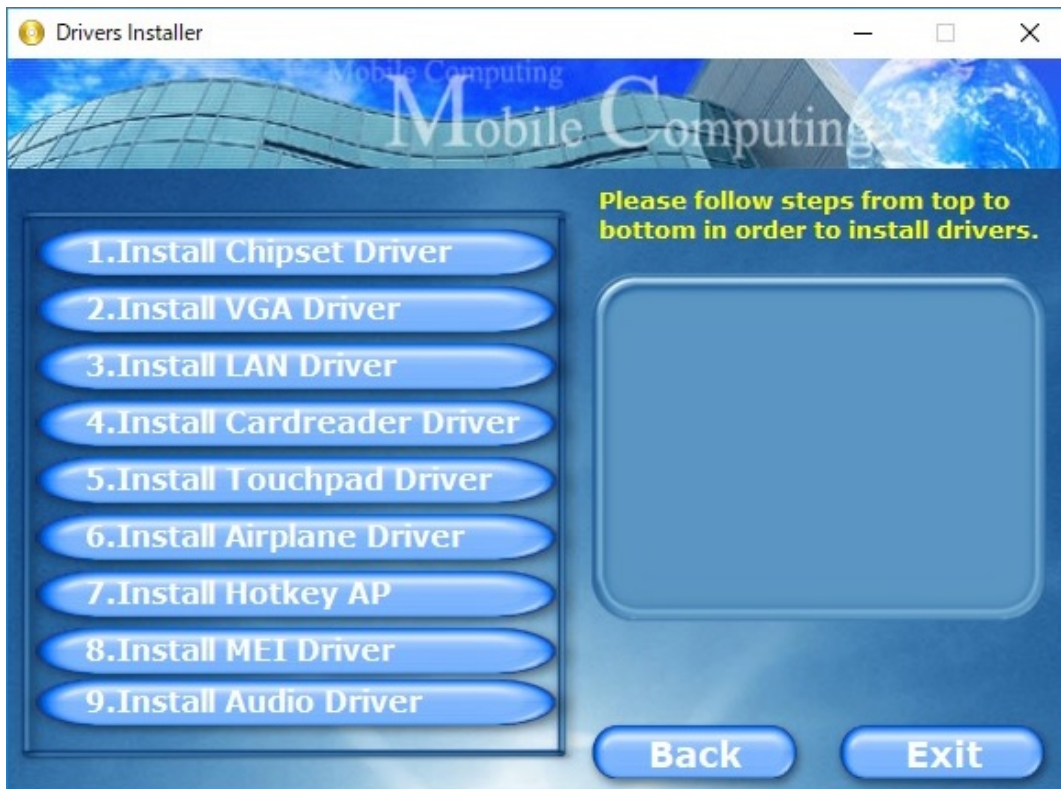 Drivers Installer
Mobile Computing
Mobile Computing
Please follow steps from top to
bottom in order to install drivers.
1.Install Chipset Driver
2.Install VGA Driver
3.Install LAN Driver
4.Install Cardreader Driver
5.Install Touchpad Driver
6.Install Airplane Driver
7.Install Hotkey AP
8.Install MEI Driver
9.Install Audio Driver
Back
Exit